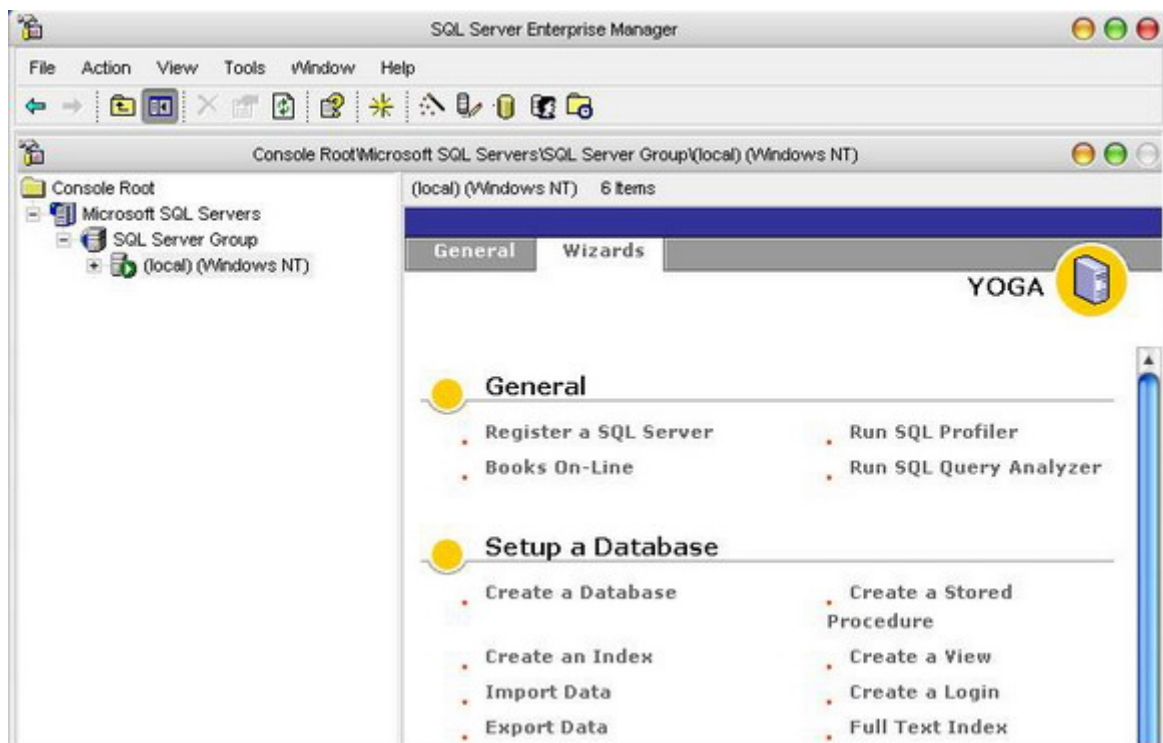 SQL Server Enterprise Manager
File Action View Tools Window Help
Console Root\Microsoft SQL Servers\SQL Server Group\(local) (Windows NT)
Console Root
Microsoft SQL Servers
SQL Server Group
(local) (Windows NT)
(local) (Windows NT) 6 Items
General Wizards
YOGA
General
Register a SQL Server Run SQL Profiler
Books On-Line Run SQL Query Analyzer
Setup a Database
Create a Database Create a Stored
Procedure
Create an Index Create a View
Import Data Create a Login
Export Data Full Text Index